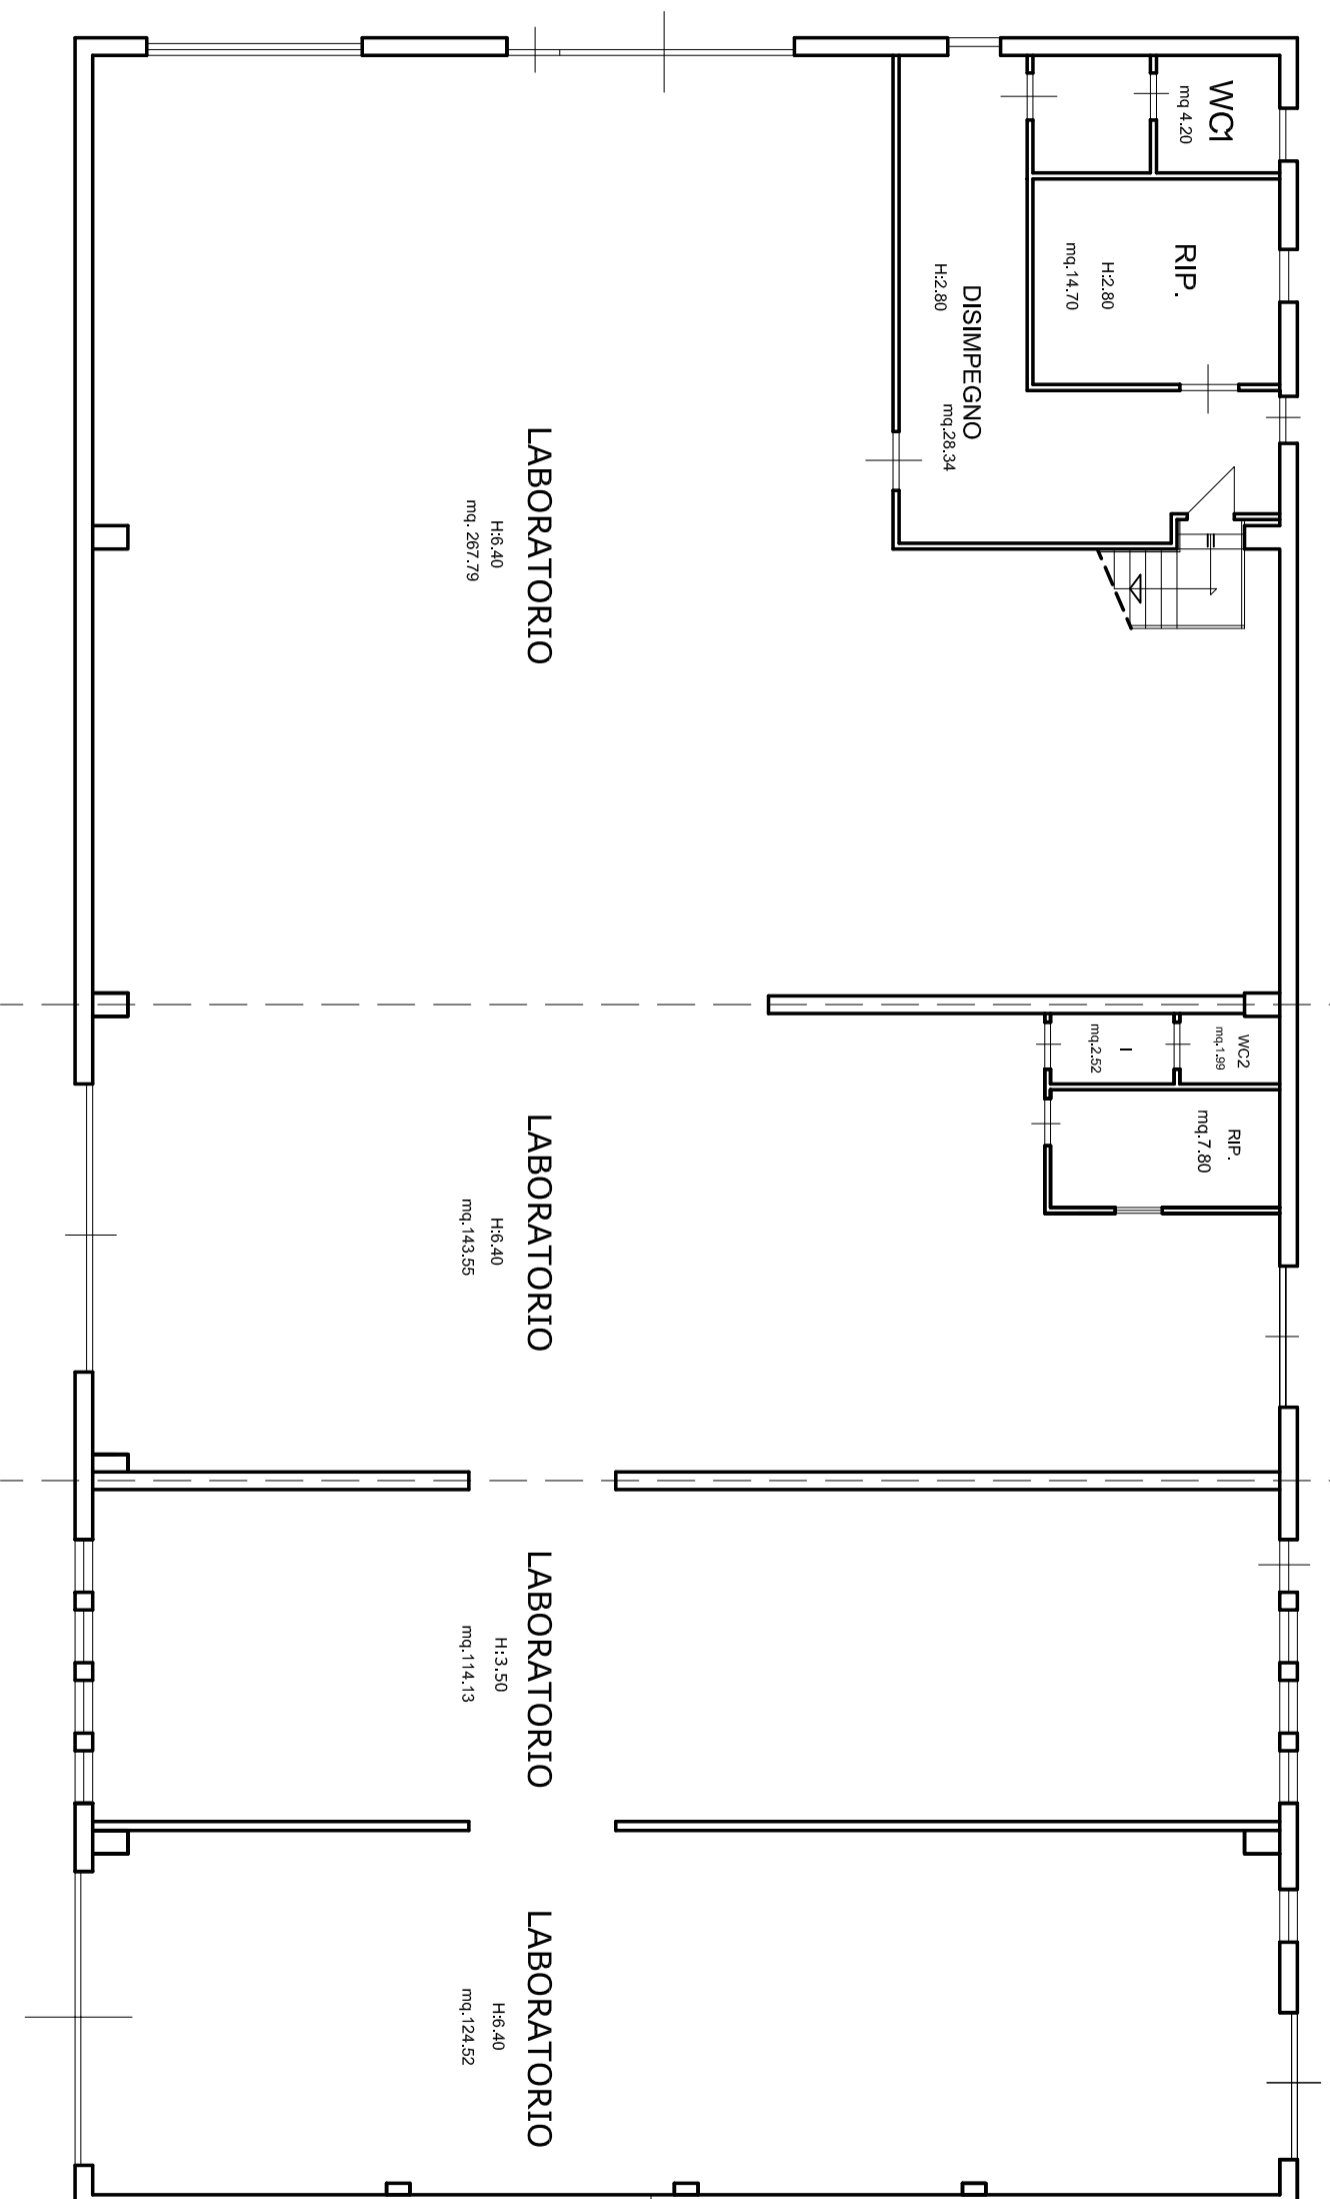 WC1
mq 4.20
RIP.
H:2.80
mq.14.70
DISIMPEGNO
H:2.80
mq.28.34
LABORATORIO
H:6.40
mq. 267.79
WC2
mq.1.99
I
mq.2.52
RIP.
mq.7.80
LABORATORIO
H:6.40
mq.143.55
LABORATORIO
H:3.50
mq.114.13
LABORATORIO
H:6.40
mq.124.52